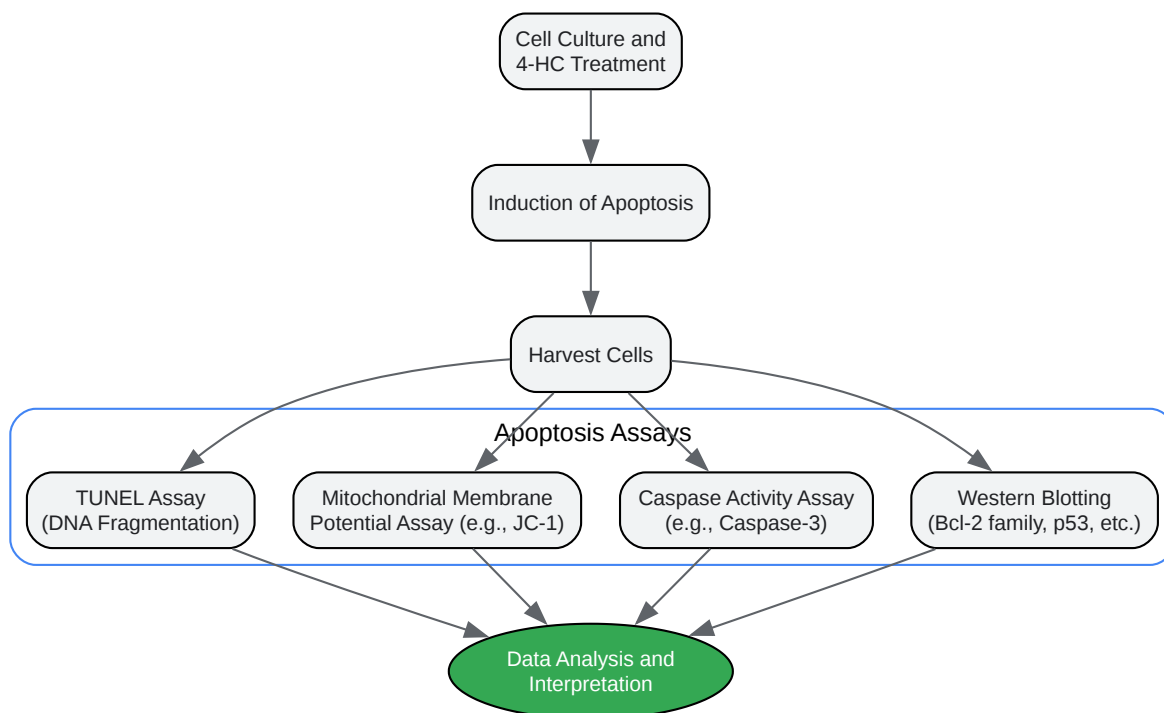 Cell Culture and
4-HC Treatment
Induction of Apoptosis
Harvest Cells
Apoptosis Assays
TUNEL Assay
(DNA Fragmentation)
Mitochondrial Membrane
Potential Assay (e.g., JC-1)
Caspase Activity Assay
(e.g., Caspase-3)
Western Blotting
(Bcl-2 family, p53, etc.)
Data Analysis and
Interpretation